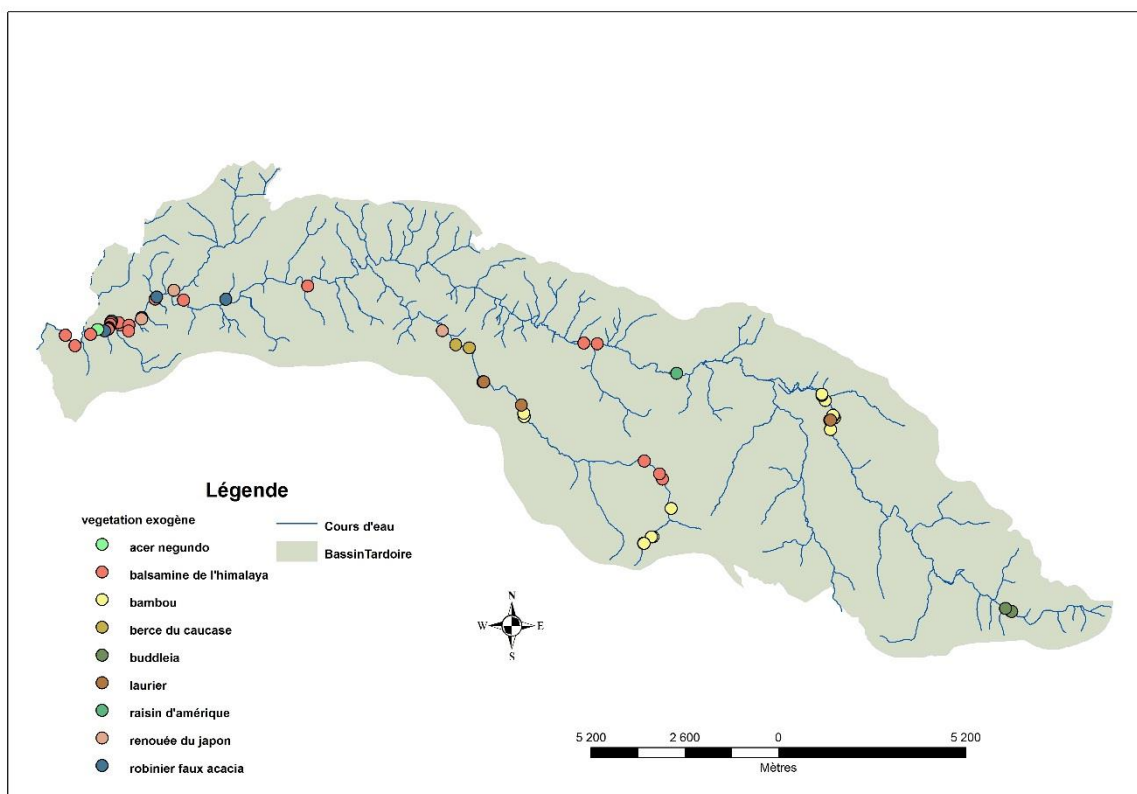 Légende
vegetation exogène
acer negundo
balsamine de l'himalaya
bambou
berce du caucase
buddleia
laurier
raisin d'amérique
renouée du japon
robinier faux acacia
Cours d'eau
BassinTardoire
N
W E
S
5 200 2 600 0 5 200
Mètres